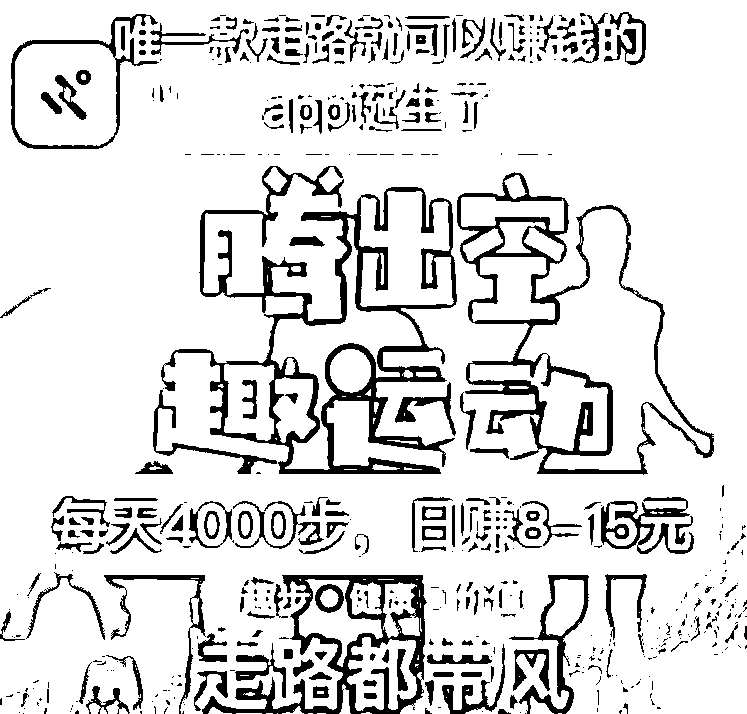 唯一款走路就可以赚钱的
app诞生了
腾出空
趣运动
每天4000步，日赚8-15元
趣步 健康 价值
走路都带风